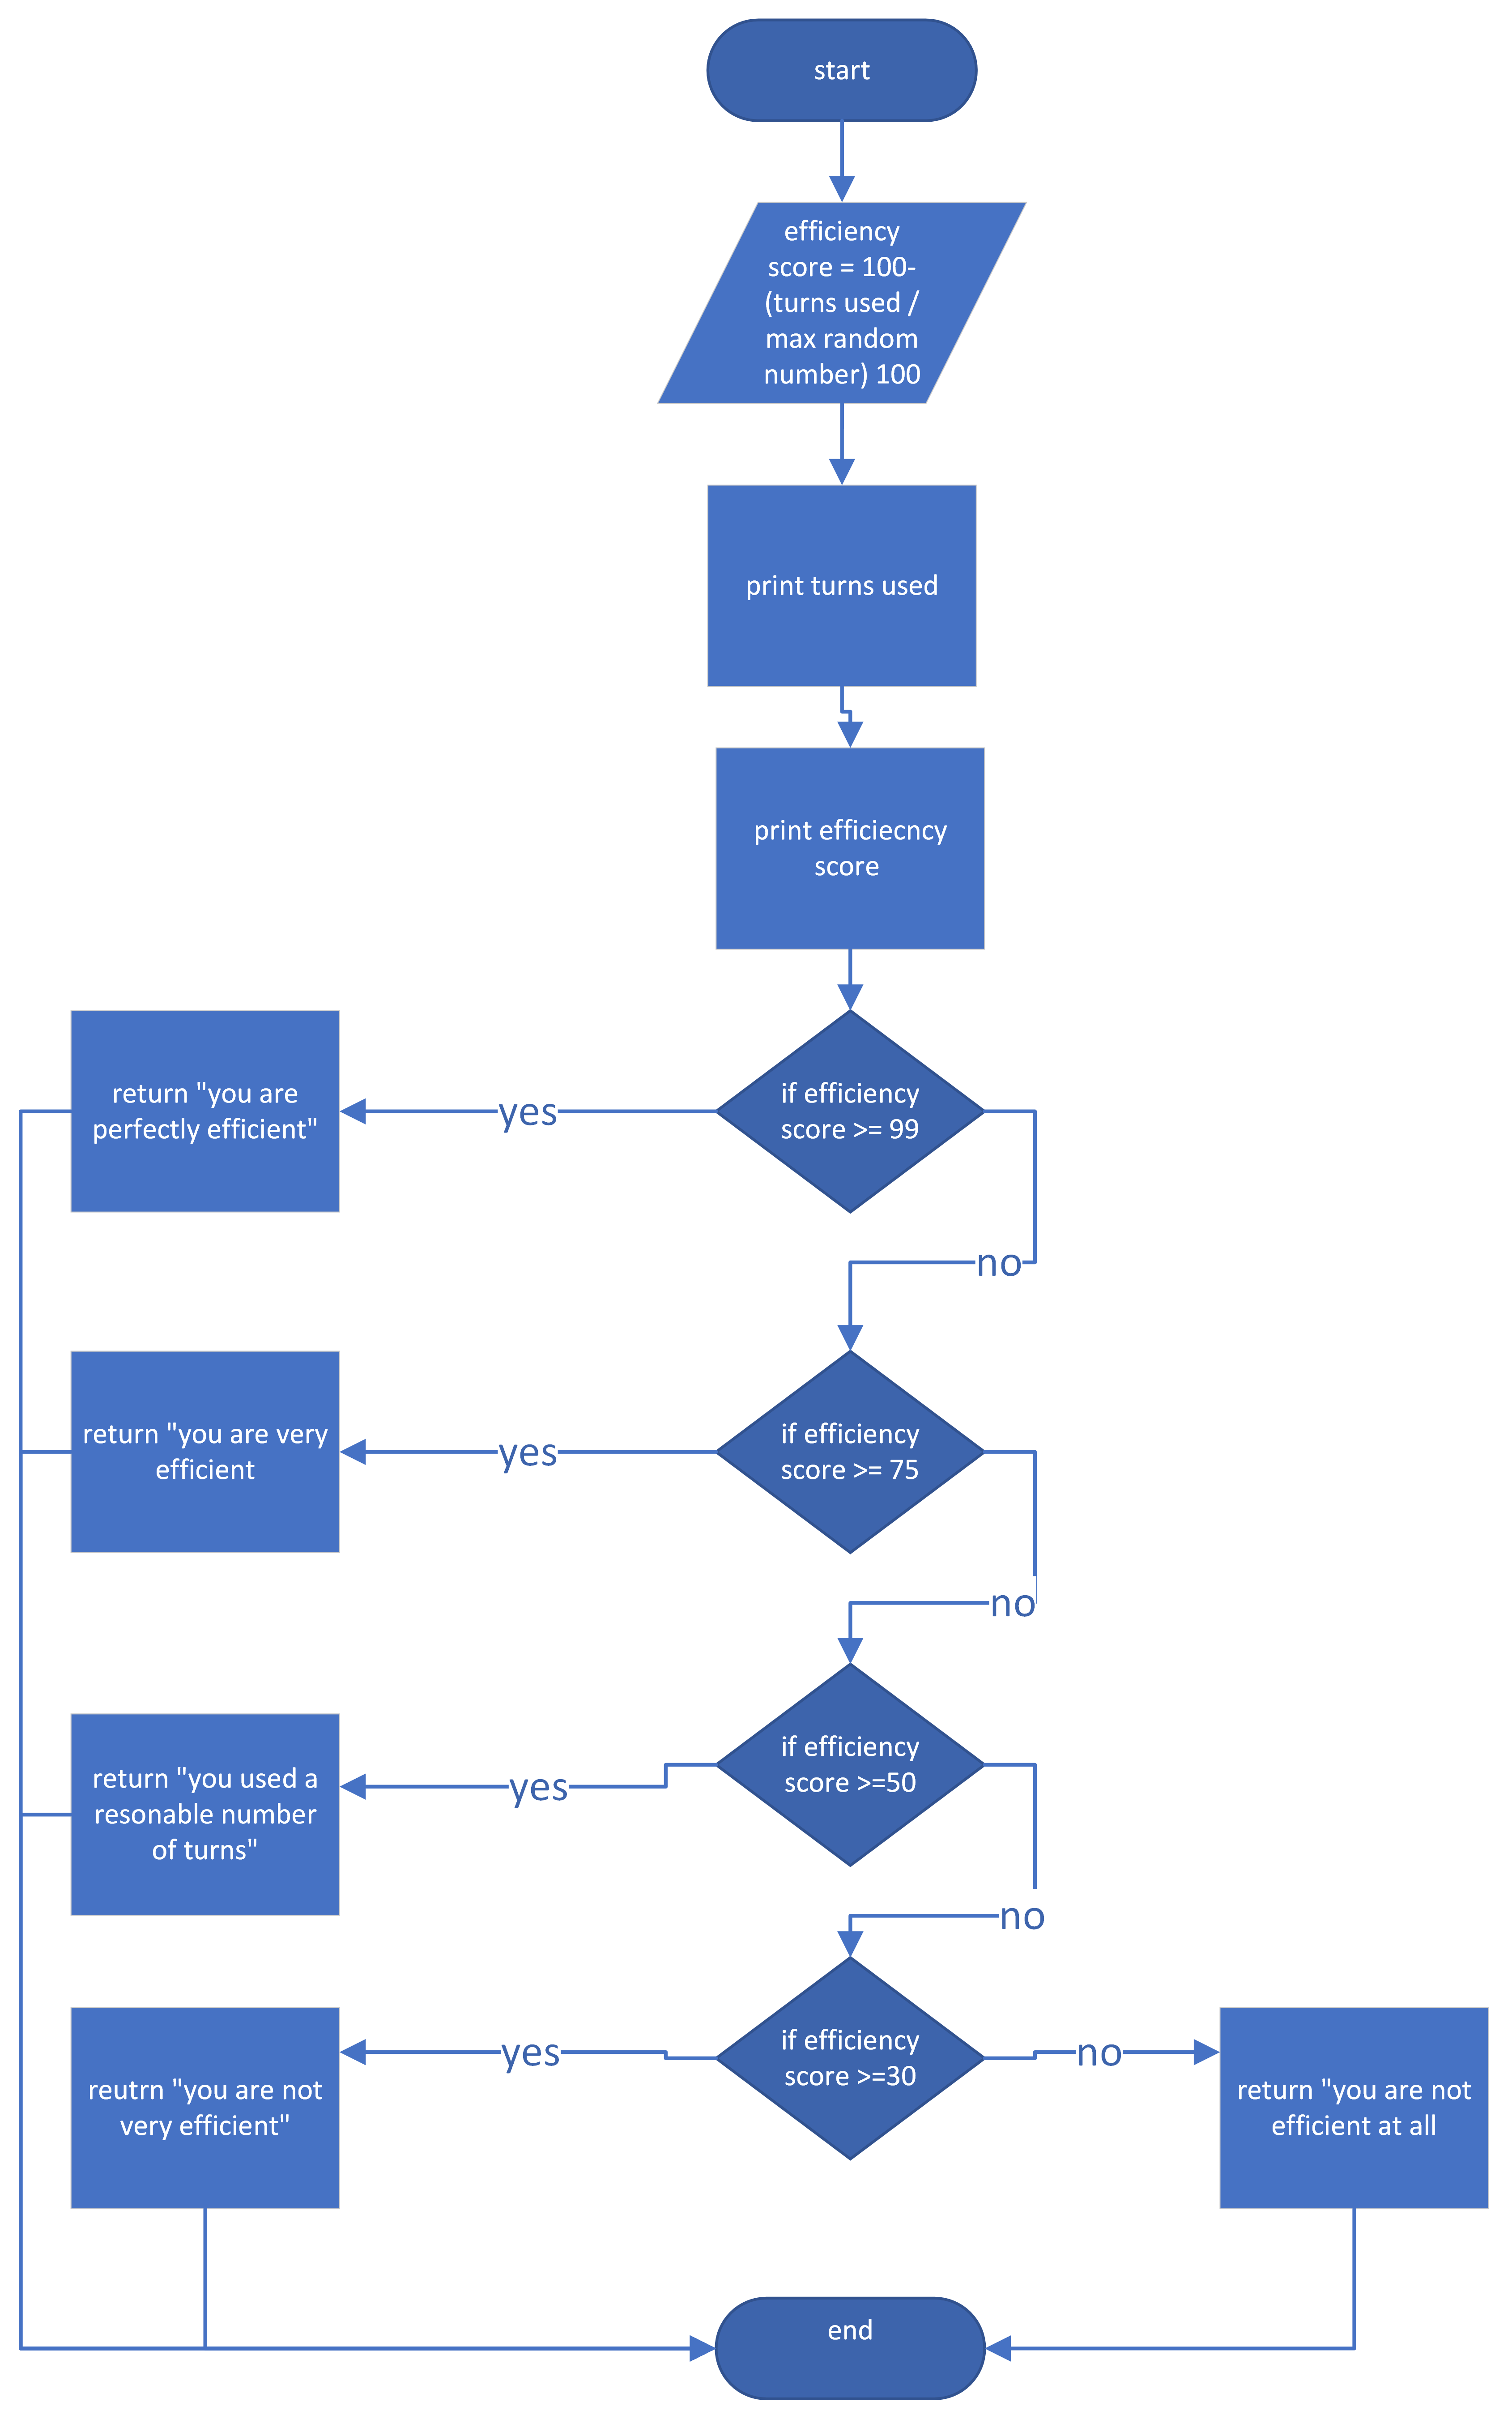 start
efficiency
score = 100-
(turns used /
max random
number) 100
print turns used
print efficiecncy
score
if efficiency
score >= 99
yes
return "you are
perfectly efficient"
no
if efficiency
score >= 75
yes
return "you are very
efficient
no
if efficiency
score >=50
yes
return "you used a
resonable number
of turns"
no
if efficiency
score >=30
yes
reutrn "you are not
very efficient"
no
return "you are not
efficient at all
end